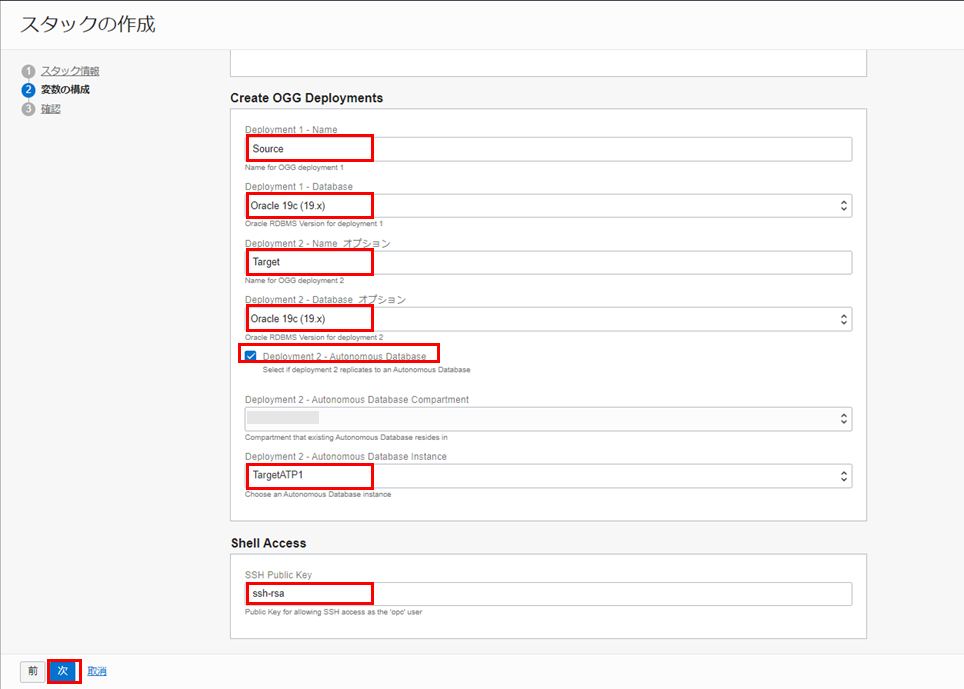 スタックの作成
1 スタック情報
2 変数の構成
3 確認
Create OGG Deployments
Deployment 1 - Name
Source
Name for OGG deployment 1
Deployment 1 - Database
Oracle 19c (19.x)
Oracle RDBMS Version for deployment 1
Deployment 2 - Name オプション
Target
Name for OGG deployment 2
Deployment 2 - Database オプション
Oracle 19c (19.x)
Oracle RDBMS Version for deployment 2
Deployment 2 - Autonomous Database
Select if deployment 2 replicates to an Autonomous Database
Deployment 2 - Autonomous Database Compartment
Compartment that existing Autonomous Database resides in
Deployment 2 - Autonomous Database Instance
TargetATP1
Choose an Autonomous Database instance
Shell Access
SSH Public Key
ssh-rsa
Public Key for allowing SSH access as the 'opc' user
前 次 取消